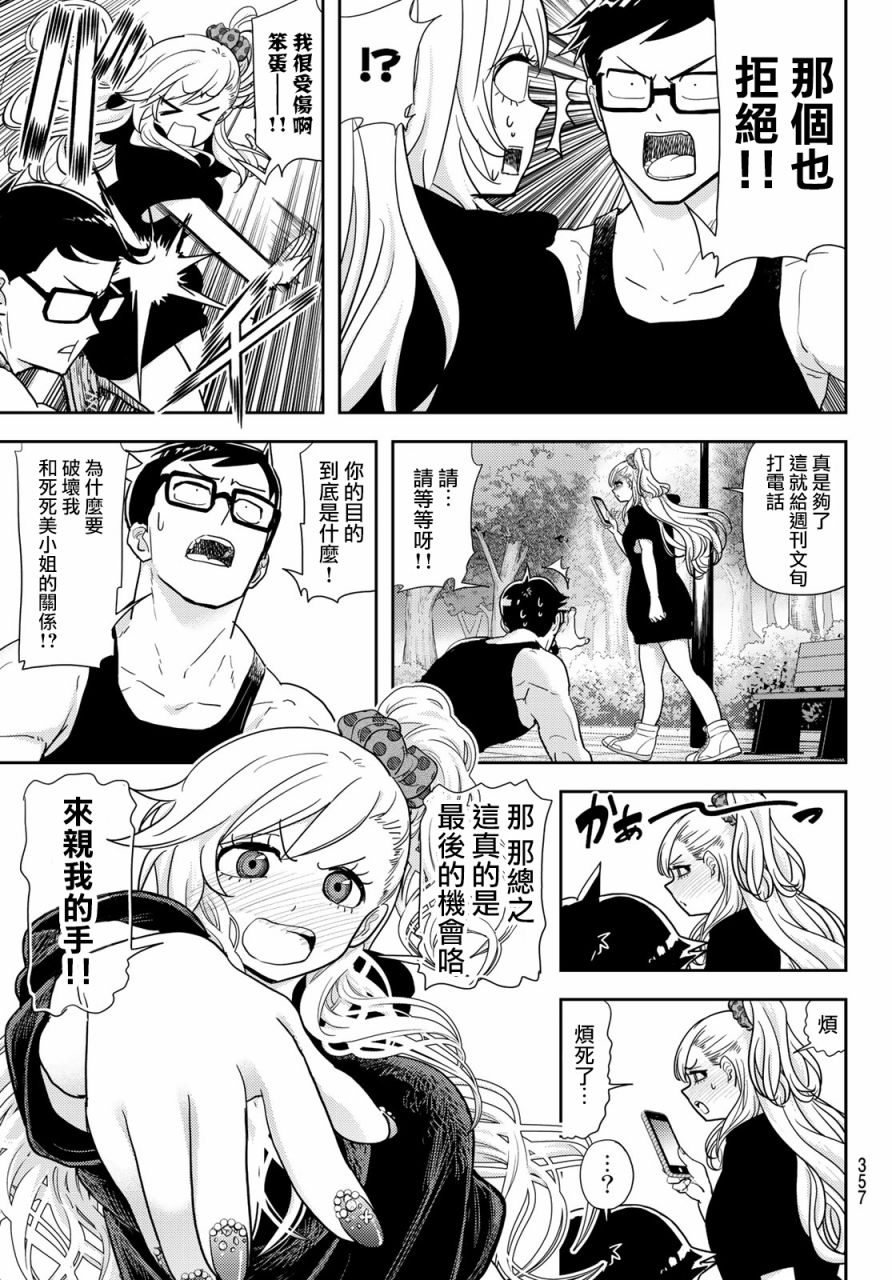 那個也
拒絕!!
!?
我很受傷啊
笨蛋——!!
真是夠了
這就給週刊文旬
打電話
請…
請等等呀!!
你的目的
到底是什麼!
為什麼要
破壞我
和死死美小姐的關係!?
かぁ～～
煩
煩死了…
…?
那 那總之
這真的是
最後的機會咯
來親我的手!!
357